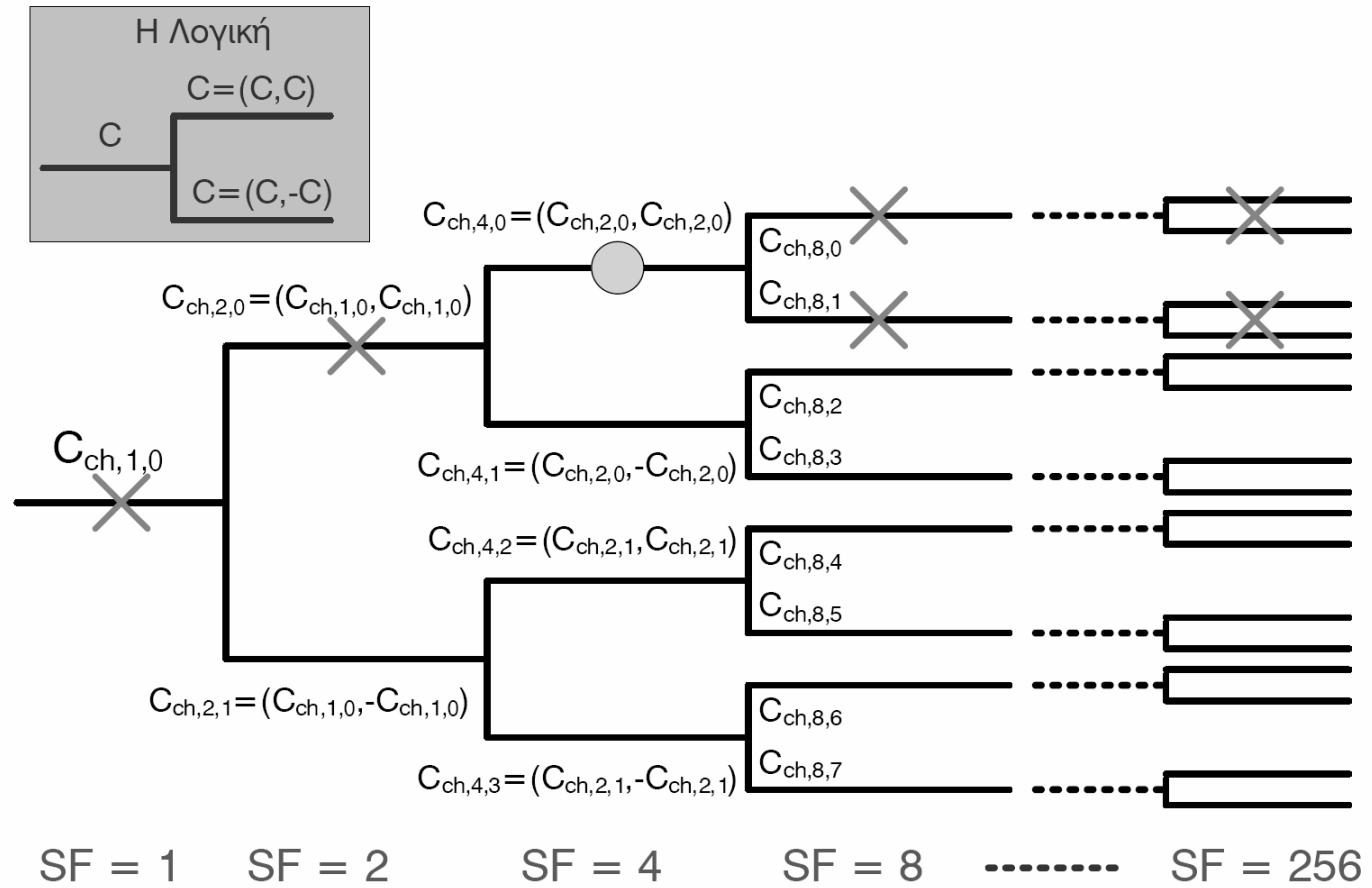 Η Λογική
C=(C,C)
C
C=(C,-C)
Cch,4,0=(Cch,2,0,Cch,2,0)
Cch,8,0
Cch,8,1
Cch,2,0=(Cch,1,0,Cch,1,0)
Cch,8,2
Cch,8,3
Cch,1,0
Cch,4,1=(Cch,2,0,-Cch,2,0)
Cch,4,2=(Cch,2,1,Cch,2,1)
Cch,8,4
Cch,8,5
Cch,2,1=(Cch,1,0,-Cch,1,0)
Cch,8,6
Cch,8,7
Cch,4,3=(Cch,2,1,-Cch,2,1)
SF = 1 SF = 2 SF = 4 SF = 8 SF = 256